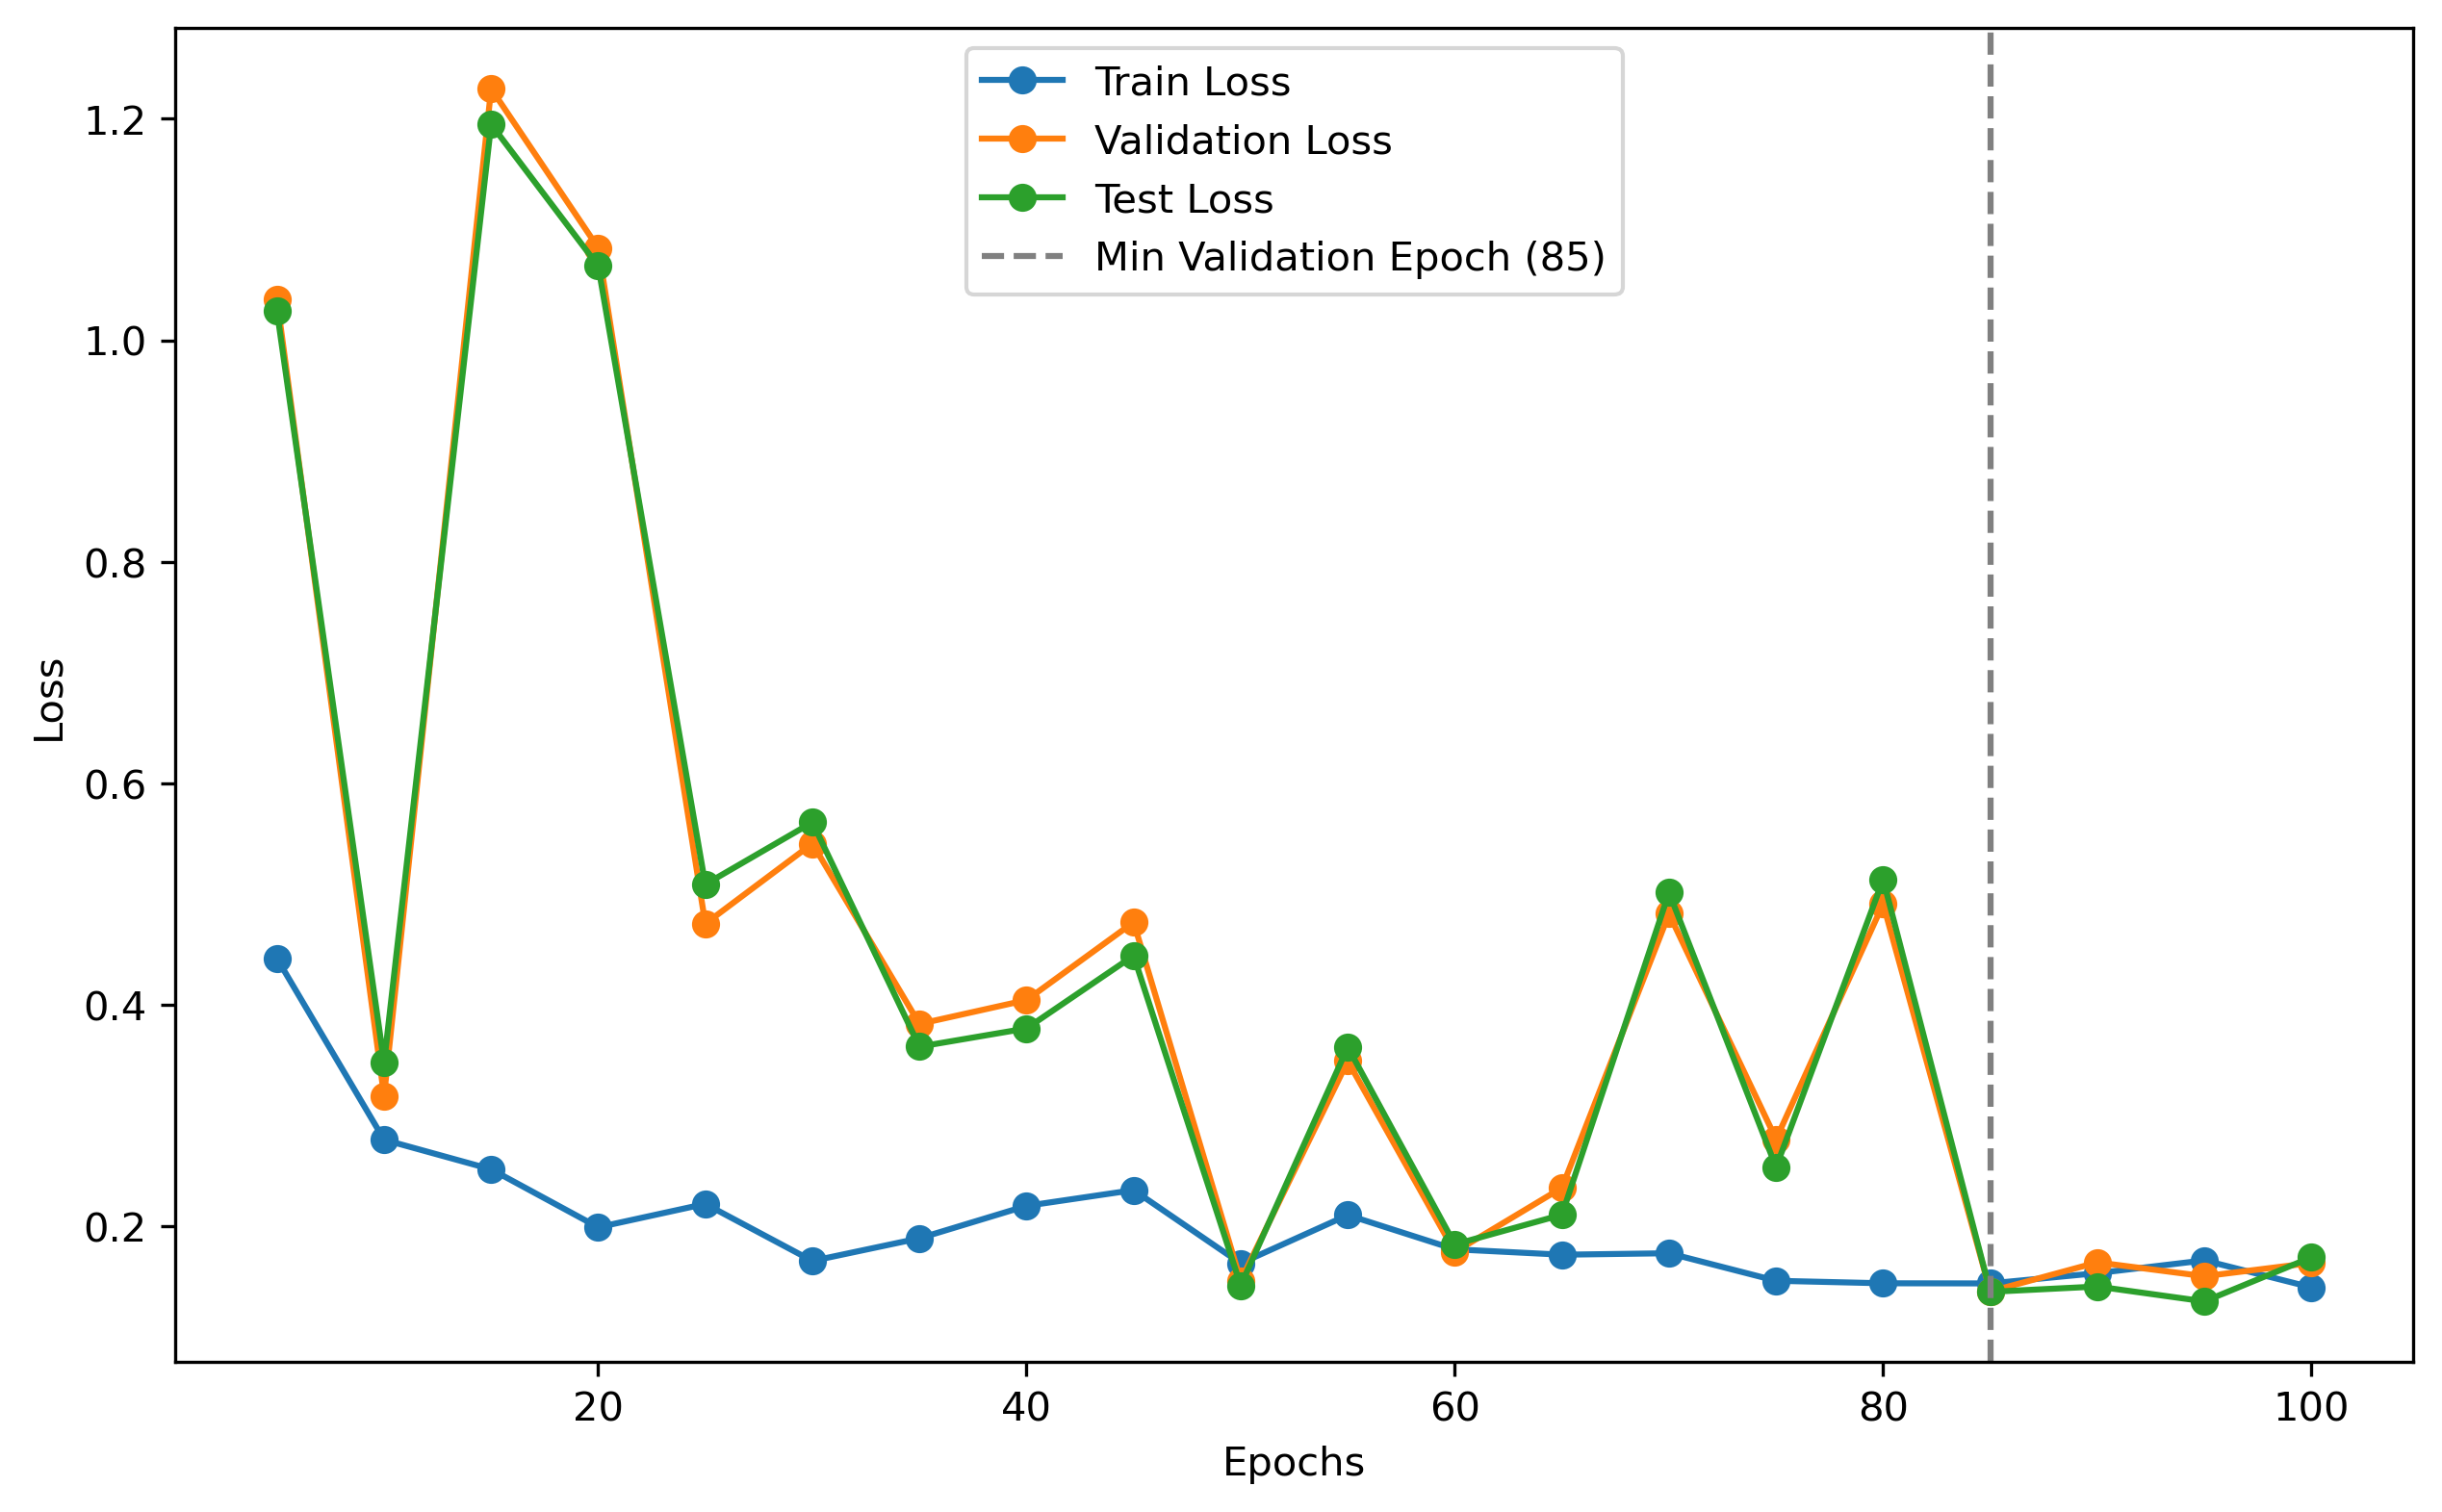 Train Loss
Validation Loss
Test Loss
Min Validation Epoch (85)
1.2
1.0
0.8
0.6
0.4
0.2
Loss
20 40 60 80 100
Epochs